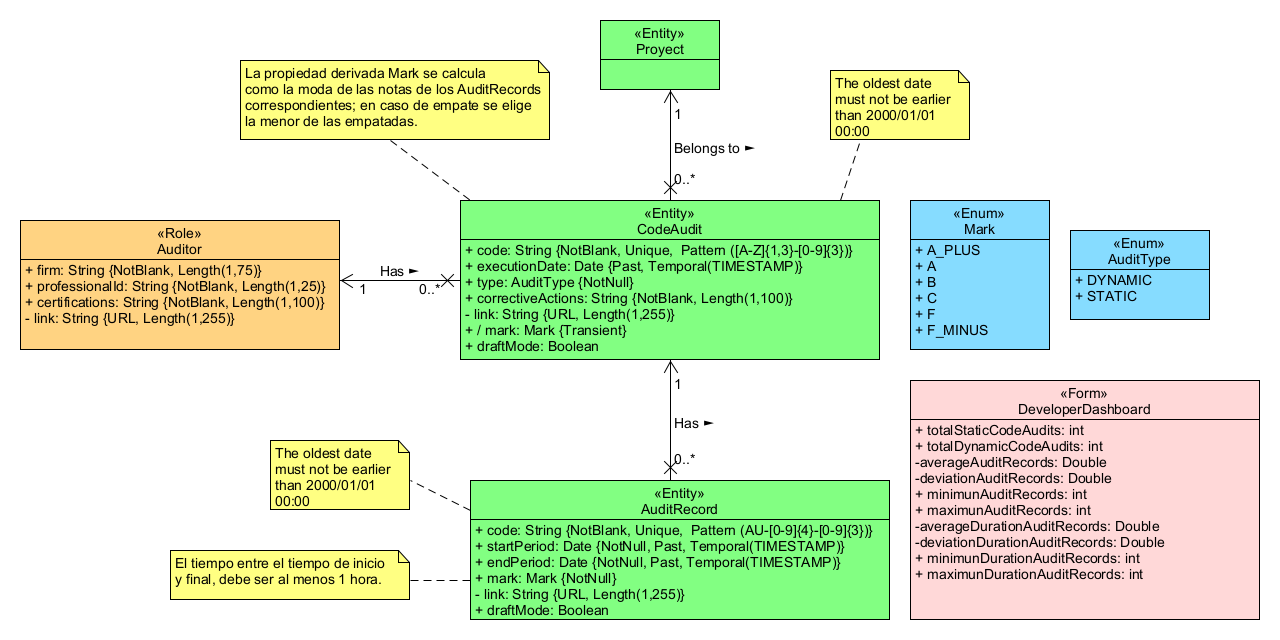 «Entity»
Proyect
La propiedad derivada Mark se calcula
como la moda de las notas de los AuditRecords
correspondientes; en caso de empate se elige
la menor de las empatadas.
The oldest date
must not be earlier
than 2000/01/01
00:00
1
Belongs to ►
0..*
«Role»
Auditor
+ firm: String {NotBlank, Length(1,75)}
+ professionalId: String {NotBlank, Length(1,25)}
+ certifications: String {NotBlank, Length(1,100)}
- link: String {URL, Length(1,255)}
Has ►
1
0..*
«Entity»
CodeAudit
+ code: String {NotBlank, Unique,  Pattern ([A-Z]{1,3}-[0-9]{3})}
+ executionDate: Date {Past, Temporal(TIMESTAMP)}
+ type: AuditType {NotNull}
+ correctiveActions: String {NotBlank, Length(1,100)}
- link: String {URL, Length(1,255)}
+ / mark: Mark {Transient}
+ draftMode: Boolean
«Enum»
Mark
+ A_PLUS
+ A
+ B
+ C
+ F
+ F_MINUS
«Enum»
AuditType
+ DYNAMIC
+ STATIC
1
Has ►
0..*
«Form»
DeveloperDashboard
+ totalStaticCodeAudits: int
+ totalDynamicCodeAudits: int
-averageAuditRecords: Double
-deviationAuditRecords: Double
+ minimunAuditRecords: int
+ maximunAuditRecords: int
-averageDurationAuditRecords: Double
-deviationDurationAuditRecords: Double
+ minimunDurationAuditRecords: int
+ maximunDurationAuditRecords: int
The oldest date
must not be earlier
than 2000/01/01
00:00
El tiempo entre el tiempo de inicio
y final, debe ser al menos 1 hora.
«Entity»
AuditRecord
+ code: String {NotBlank, Unique,  Pattern (AU-[0-9]{4}-[0-9]{3})}
+ startPeriod: Date {NotNull, Past, Temporal(TIMESTAMP)}
+ endPeriod: Date {NotNull, Past, Temporal(TIMESTAMP)}
+ mark: Mark {NotNull}
- link: String {URL, Length(1,255)}
+ draftMode: Boolean